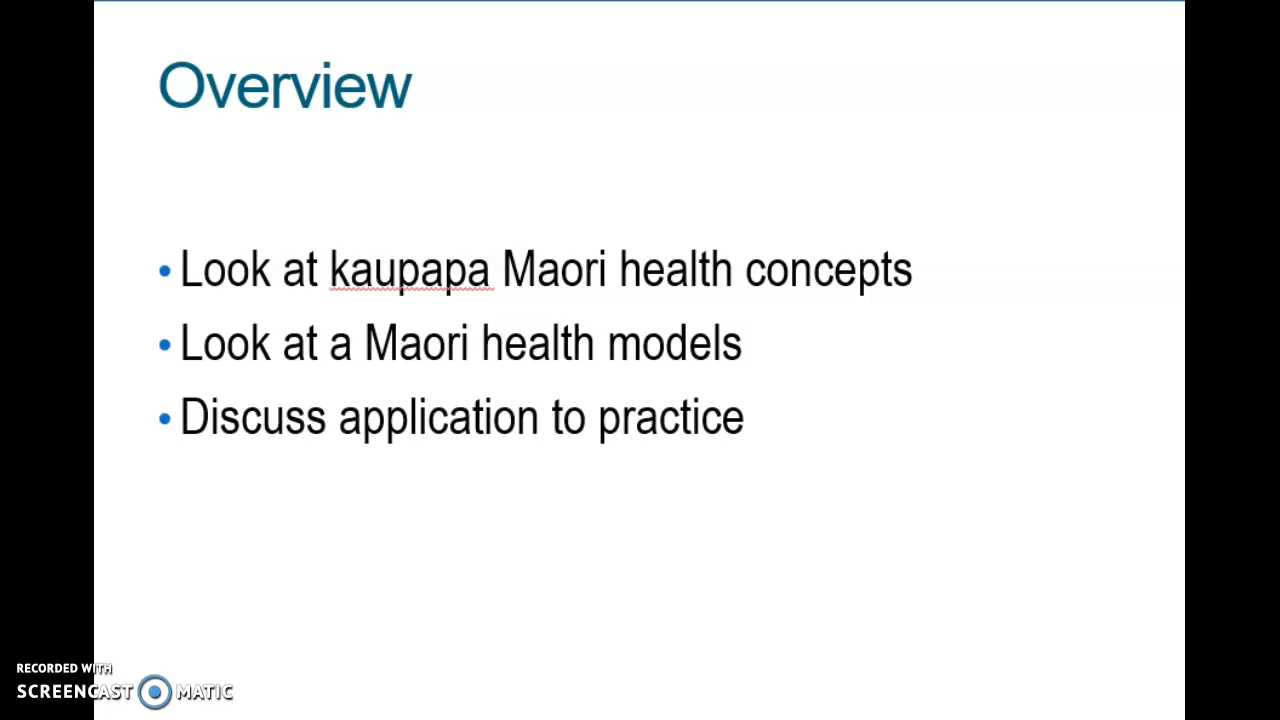 Overview
• Look at kaupapa Maori health concepts
• Look at a Maori health models
• Discuss application to practice
RECORDED WITH
SCREENCAST MATIC